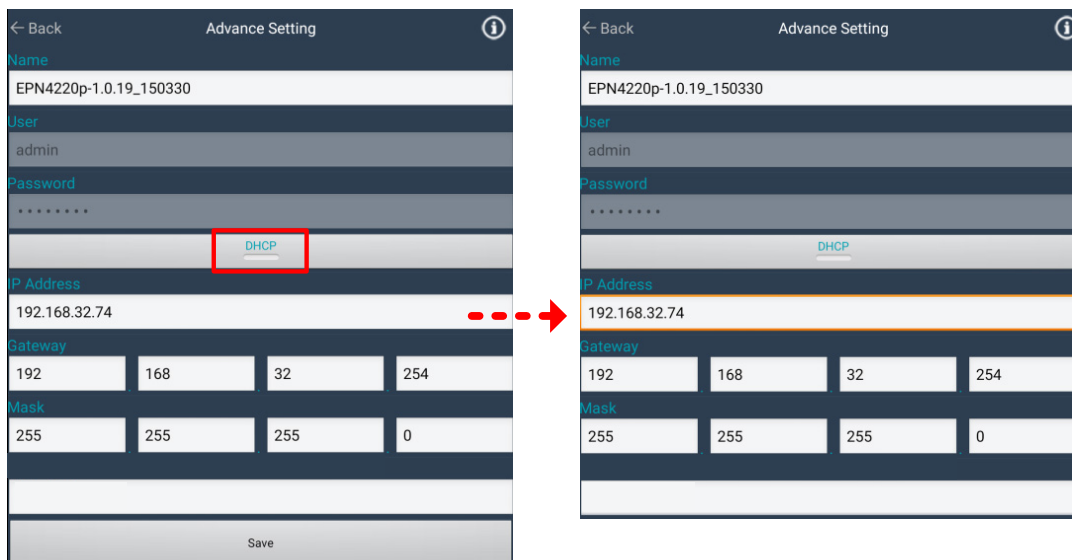 ← Back Advance Setting
Name
EPN4220p-1.0.19_150330
User
admin
Password
••••••••
DHCP
IP Address
192.168.32.74
Gateway
192 168 32 254
Mask
255 255 255 0
Save
← Back Advance Setting
Name
EPN4220p-1.0.19_150330
User
admin
Password
••••••••
DHCP
IP Address
192.168.32.74
Gateway
192 168 32 254
Mask
255 255 255 0